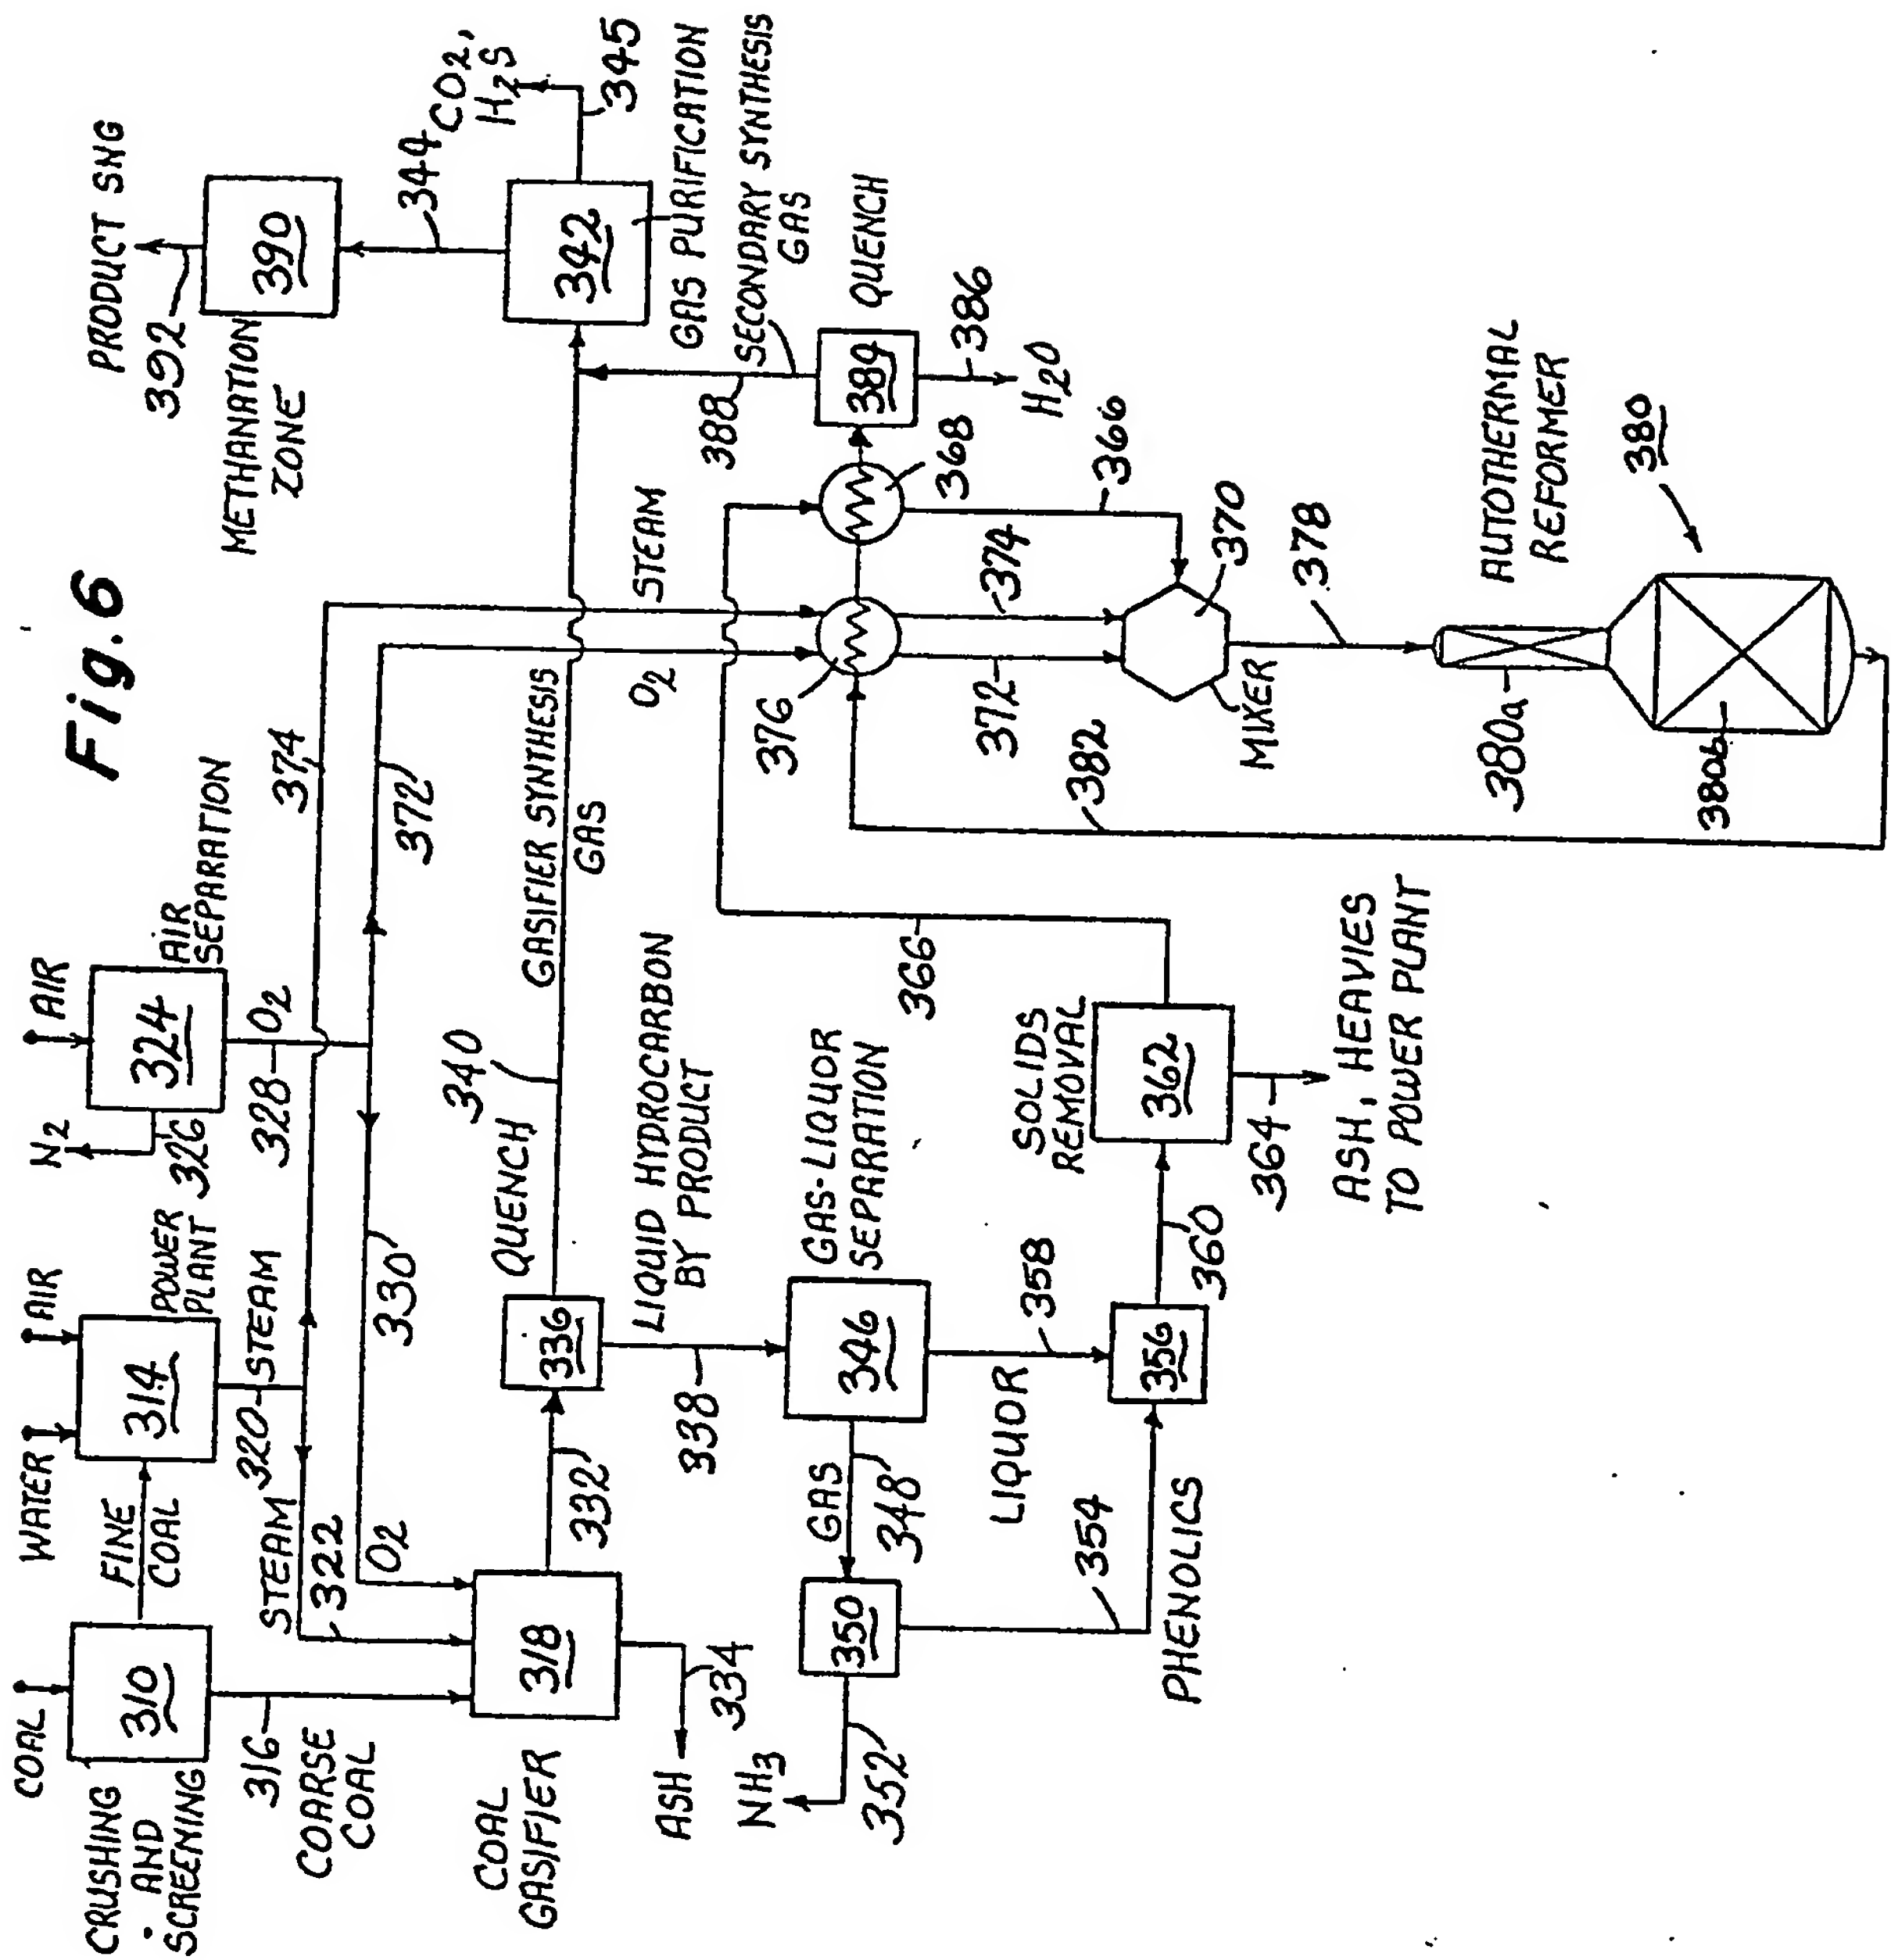 Fig.6
COAL
CRUSHING
AND
SCREENING
310
FINE
COAL
WATER
AIR
314
POWER
PLANT
N2
326
AIR
324
AIR
SEPARATION
316
COARSE
COAL
320
STEAM
STEAM
322
328
O2
374
330
O2
372
COAL
GASIFIER
318
ASH
334
332
336
QUENCH
340
GASIFIER SYNTHESIS
GAS
LIQUID HYDROCARBON
BY PRODUCT
338
GAS-LIQUOR
SEPARATION
346
GAS
348
350
NH3
352
354
PHENOLICS
LIQUOR
358
356
360
SOLIDS
REMOVAL
362
364
ASH, HEAVIES
TO POWER PLANT
366
O2
STEAM
376
368
372
374
366
370
MIXER
378
382
380a
380b
AUTOTHERMAL
REFORMER
380
384
QUENCH
386
H2O
388
SECONDARY SYNTHESIS
GAS
342
GAS PURIFICATION
345
CO2,
H2S
344
METHANATION
ZONE
390
392
PRODUCT SNG